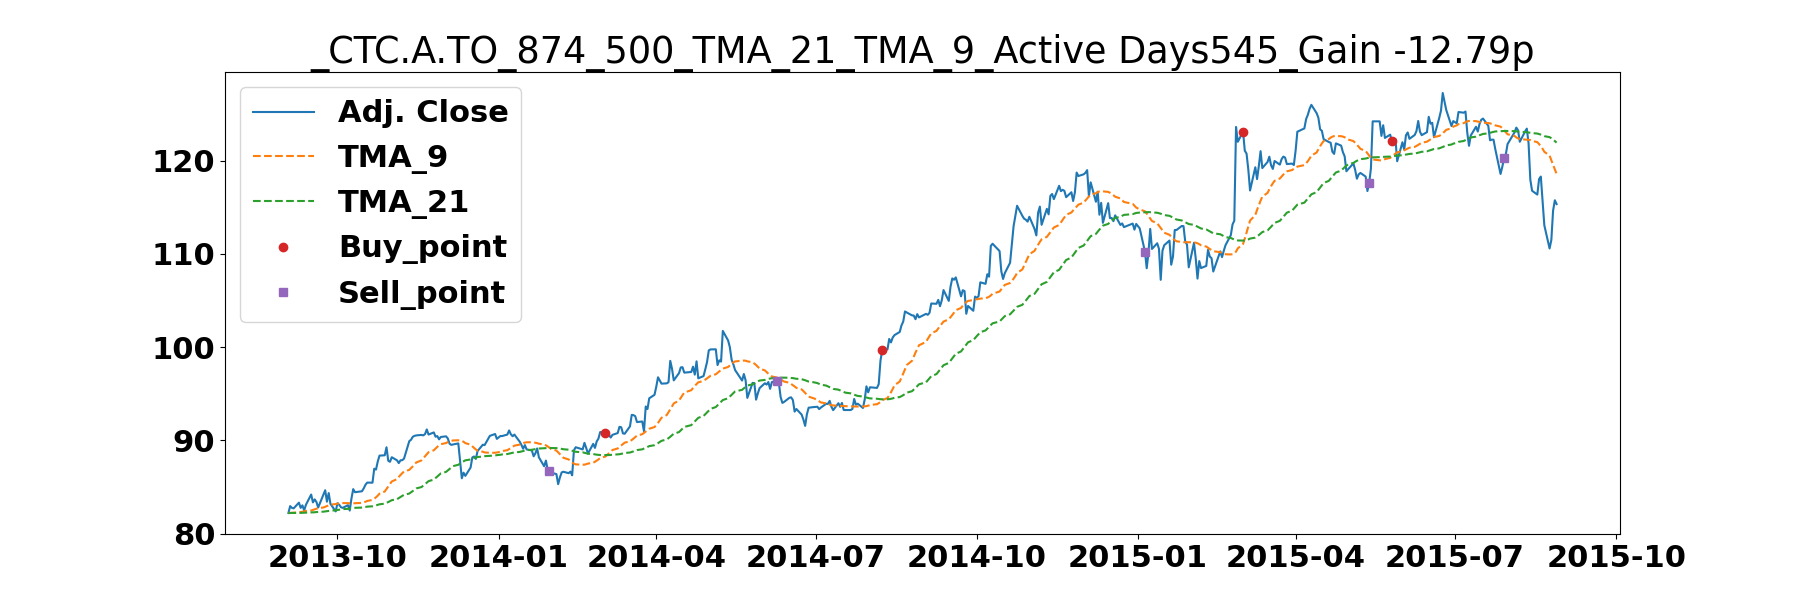 _CTC.A.TO_874_500_TMA_21_TMA_9_Active Days545_Gain -12.79p
Adj. Close
TMA_9
TMA_21
Buy_point
Sell_point
120
110
100
90
80
2013-10 2014-01 2014-04 2014-07 2014-10 2015-01 2015-04 2015-07 2015-10